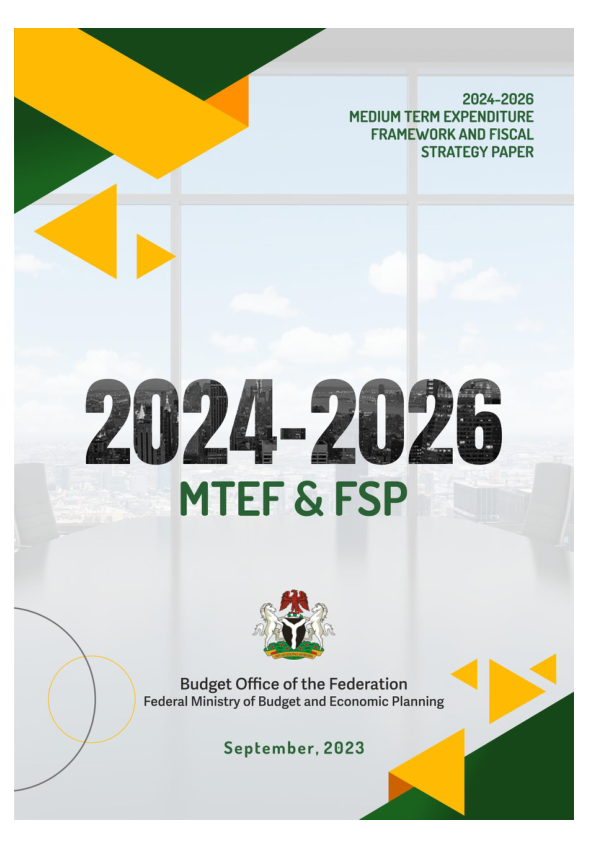 2024-2026
MEDIUM TERM EXPENDITURE
FRAMEWORK AND FISCAL
STRATEGY PAPER
2024-2026
MTEF & FSP
Budget Office of the Federation
Federal Ministry of Budget and Economic Planning
September, 2023